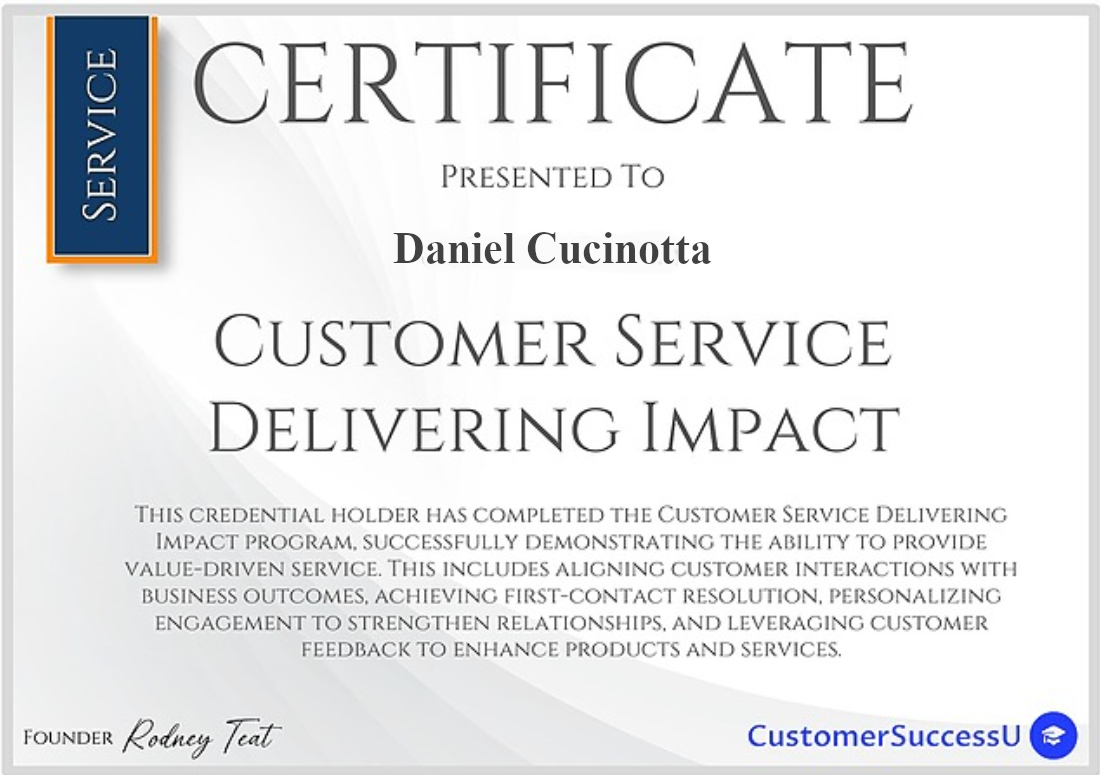 SERVICE
CERTIFICATE
PRESENTED TO
Daniel Cucinotta
CUSTOMER SERVICE
DELIVERING IMPACT
THIS CREDENTIAL HOLDER HAS COMPLETED THE CUSTOMER SERVICE DELIVERING
IMPACT PROGRAM, SUCCESSFULLY DEMONSTRATING THE ABILITY TO PROVIDE
VALUE-DRIVEN SERVICE. THIS INCLUDES ALIGNING CUSTOMER INTERACTIONS WITH
BUSINESS OUTCOMES, ACHIEVING FIRST-CONTACT RESOLUTION, PERSONALIZING
ENGAGEMENT TO STRENGTHEN RELATIONSHIPS, AND LEVERAGING CUSTOMER
FEEDBACK TO ENHANCE PRODUCTS AND SERVICES.
FOUNDER Rodney Teat
CustomerSuccessU